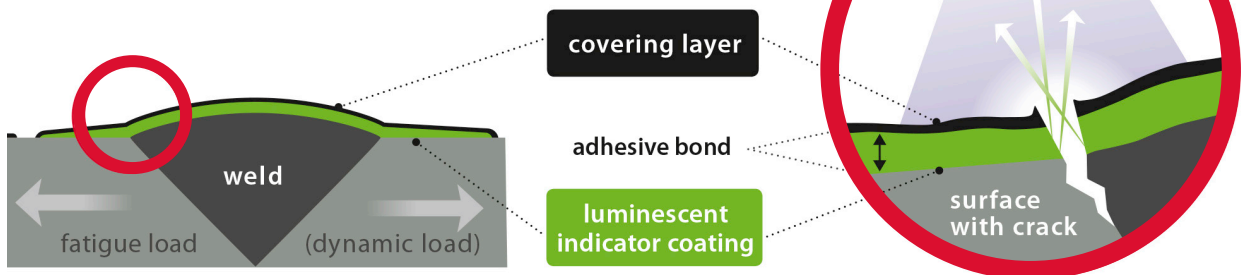 covering layer
adhesive bond
weld
luminescent
indicator coating
surface
with crack
fatigue load
(dynamic load)